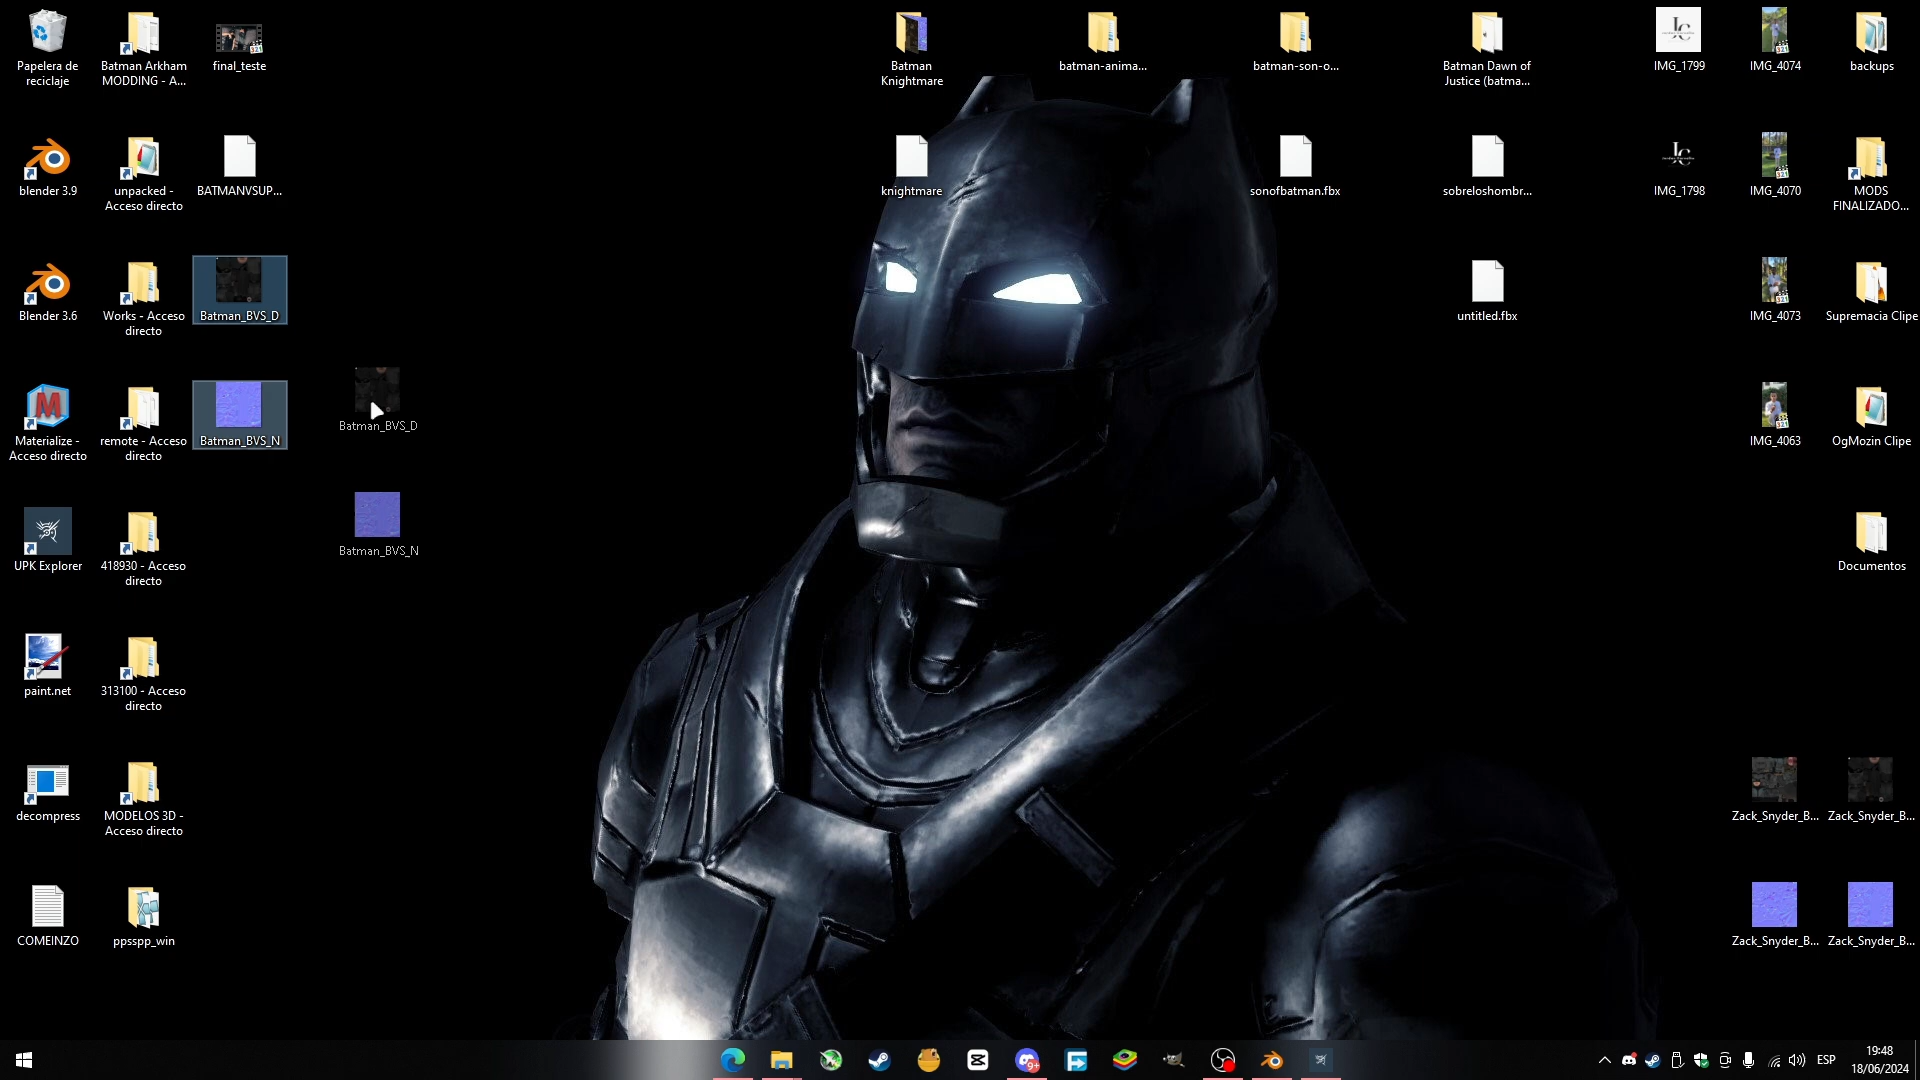 Papelera de
reciclaje
Batman Arkham
MODDING - A...
final_teste
Batman
Knightmare
batman-anima...
batman-son-o...
Batman Dawn of
Justice (batma...
IMG_1799
IMG_4074
backups
blender 3.9
unpacked -
Acceso directo
BATMANVSUP...
knightmare
sonofbatman.fbx
sobreloshombr...
IMG_1798
IMG_4070
MODS
FINALIZADO...
Blender 3.6
Works - Acceso
directo
Batman_BVS_D
untitled.fbx
IMG_4073
Supremacia Clipe
Materialize -
Acceso directo
remote - Acceso
directo
Batman_BVS_N
Batman_BVS_D
IMG_4063
OgMozin Clipe
UPK Explorer
418930 - Acceso
directo
Batman_BVS_N
Documentos
paint.net
313100 - Acceso
directo
decompress
MODELOS 3D -
Acceso directo
Zack_Snyder_B...
Zack_Snyder_B...
COMEINZO
ppsspp_win
Zack_Snyder_B...
Zack_Snyder_B...
9+
ESP
19:48
18/06/2024